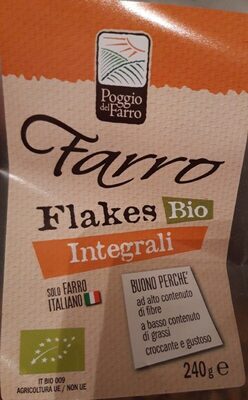 Poggio
del Farro
Farro
Flakes Bio
Integrali
SOLO FARRO
ITALIANO
BUONO PERCHE'
ad alto contenuto
di fibre
a basso contenuto
di grassi
croccante e gustoso
240g e
IT BIO 009
AGRICOLTURA UE / NON UE